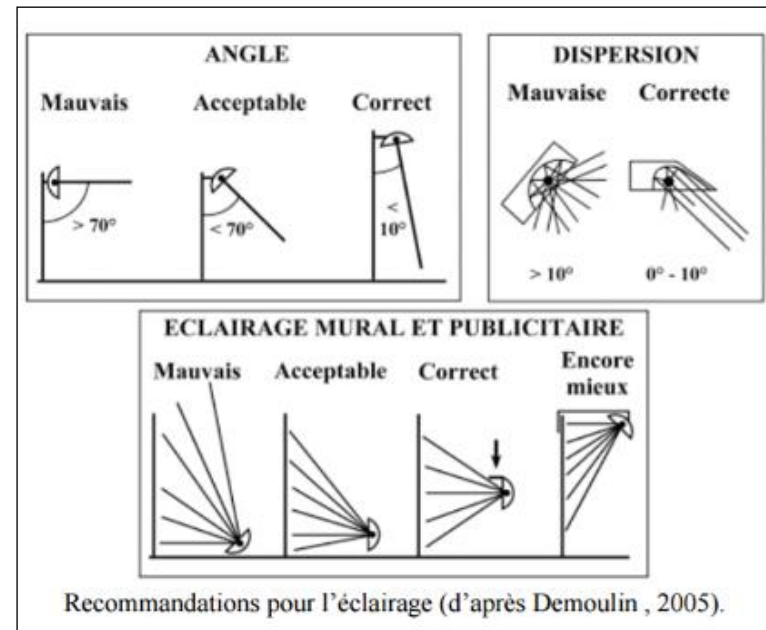 ANGLE
Mauvais Acceptable Correct
> 70°
< 70°
<
10°
DISPERSION
Mauvaise Correcte
> 10° 0° - 10°
ECLAIRAGE MURAL ET PUBLICITAIRE
Mauvais Acceptable Correct Encore
mieux
Recommandations pour l'éclairage (d'après Demoulin , 2005).